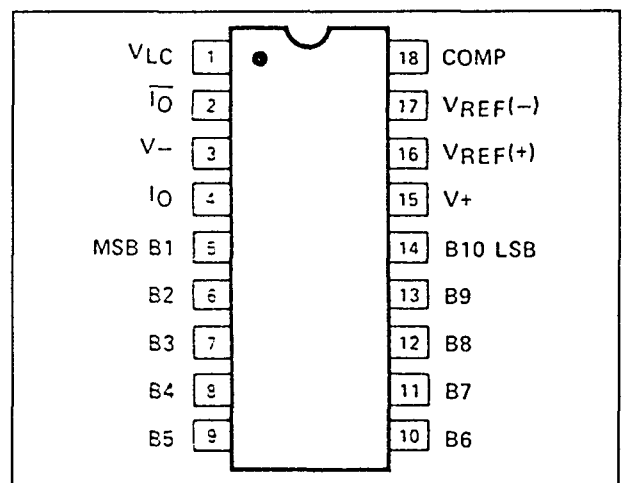 VLC 1 18 COMP
I̅O̅ 2 17 VREF(−)
V− 3 16 VREF(+)
IO 4 15 V+
MSB B1 5 14 B10 LSB
B2 6 13 B9
B3 7 12 B8
B4 8 11 B7
B5 9 10 B6